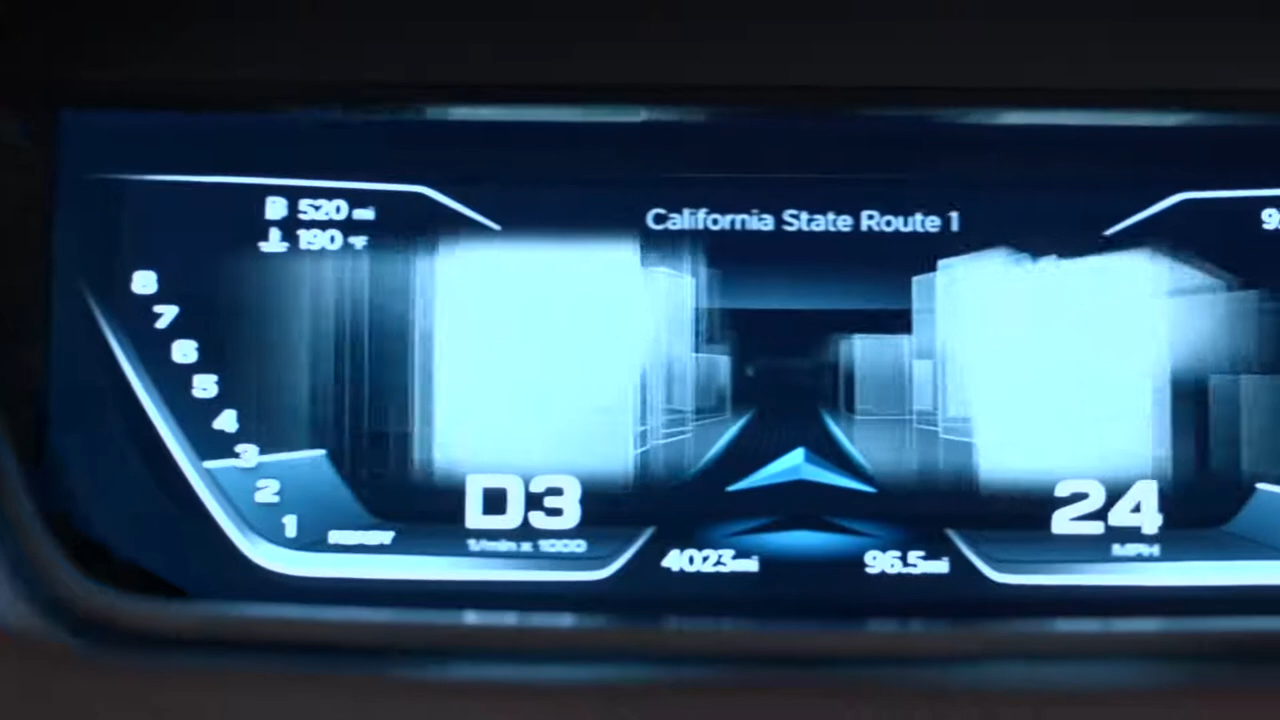 520 mi
190 °F
California State Route 1
8
7
6
5
4
3
2
1
READY
D3
1/min x 1000
4023mi
96.5mi
24
MPH